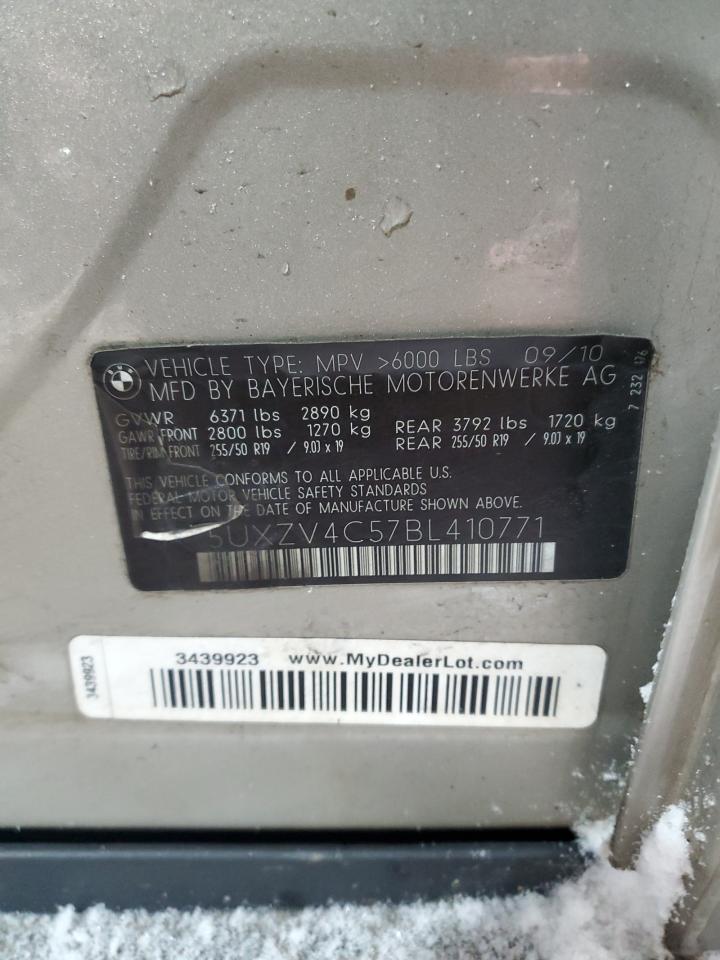 VEHICLE TYPE: MPV >6000 LBS 09/10
MFD BY BAYERISCHE MOTORENWERKE AG
GVWR 6371 lbs 2890 kg
GAWR FRONT 2800 lbs 1270 kg REAR 3792 lbs 1720 kg
TIRE/RIM FRONT 255/50 R19 / 9.0J x 19 REAR 255/50 R19 / 9.0J x 19
THIS VEHICLE CONFORMS TO ALL APPLICABLE U.S.
FEDERAL MOTOR VEHICLE SAFETY STANDARDS
IN EFFECT ON THE DATE OF MANUFACTURE SHOWN ABOVE.
5UXZV4C57BL410771
7 232 176
3439923 www.MyDealerLot.com
3439923